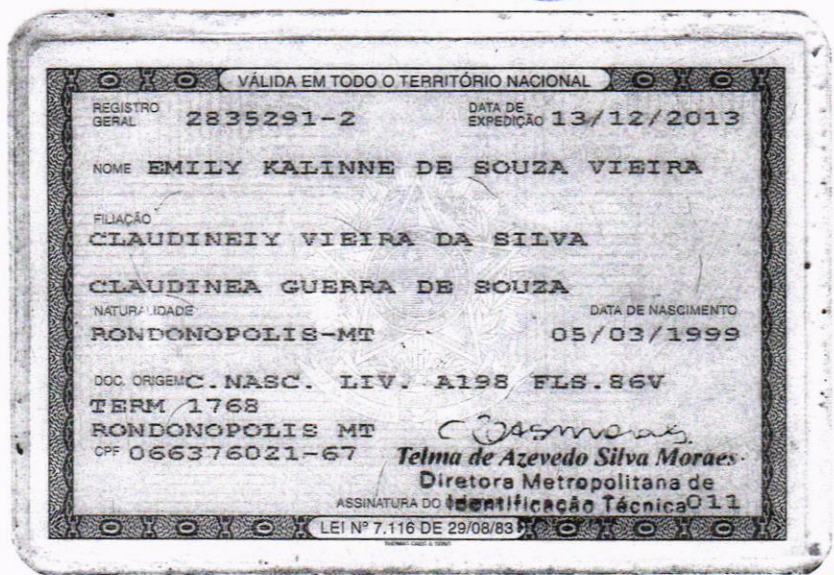 VÁLIDA EM TODO O TERRITÓRIO NACIONAL
REGISTRO GERAL 2835291-2 DATA DE EXPEDIÇÃO 13/12/2013
NOME EMILY KALINNE DE SOUZA VIEIRA
FILIAÇÃO
CLAUDINEIY VIEIRA DA SILVA
CLAUDINEA GUERRA DE SOUZA
NATURALIDADE DATA DE NASCIMENTO
RONDONOPOLIS-MT 05/03/1999
DOC. ORIGEM C.NASC. LIV. A198 FLS.86V
TERM 1768
RONDONOPOLIS MT
CPF 066376021-67 Telma de Azevedo Silva Moraes
Diretora Metropolitana de
ASSINATURA DO Identificação Técnica 011
LEI Nº 7.116 DE 29/08/83